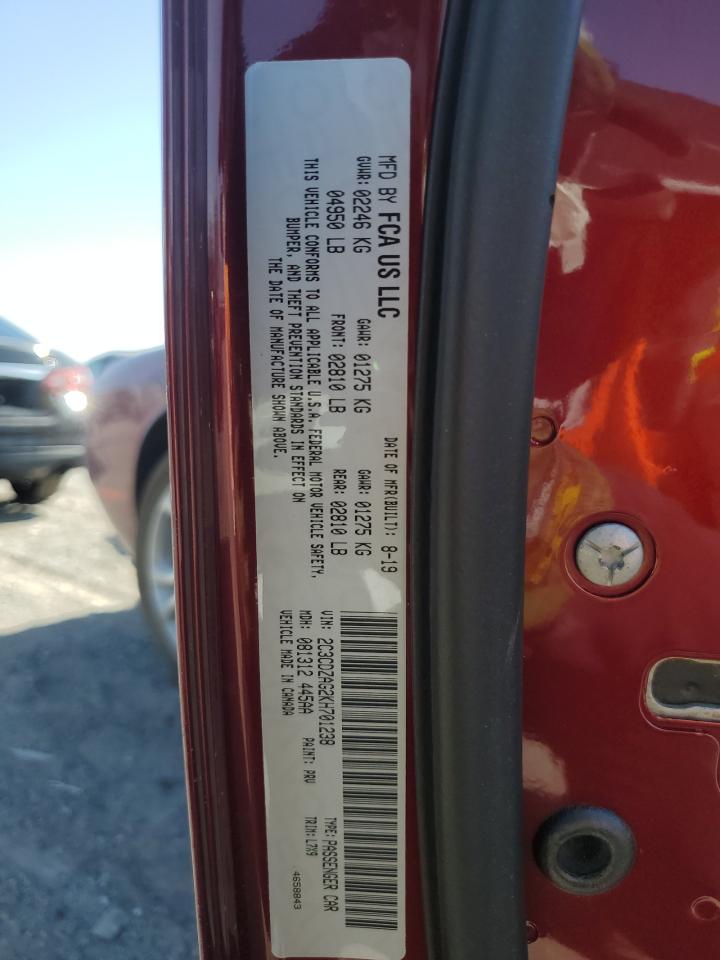 MFD BY FCA US LLC
DATE OF MFR(BUILT): 8-19
GVWR: 02246 KG GAWR: 01275 KG GAWR: 01275 KG
04950 LB FRONT: 02810 LB REAR: 02810 LB
THIS VEHICLE CONFORMS TO ALL APPLICABLE U.S.A. FEDERAL MOTOR VEHICLE SAFETY,
BUMPER, AND THEFT PREVENTION STANDARDS IN EFFECT ON
THE DATE OF MANUFACTURE SHOWN ABOVE.
VIN: 2C3CDZAG2KH701238 TYPE: PASSENGER CAR
MDH: 081312 445AA PAINT: PRV TRIM: L7X9
VEHICLE MADE IN CANADA 4658843